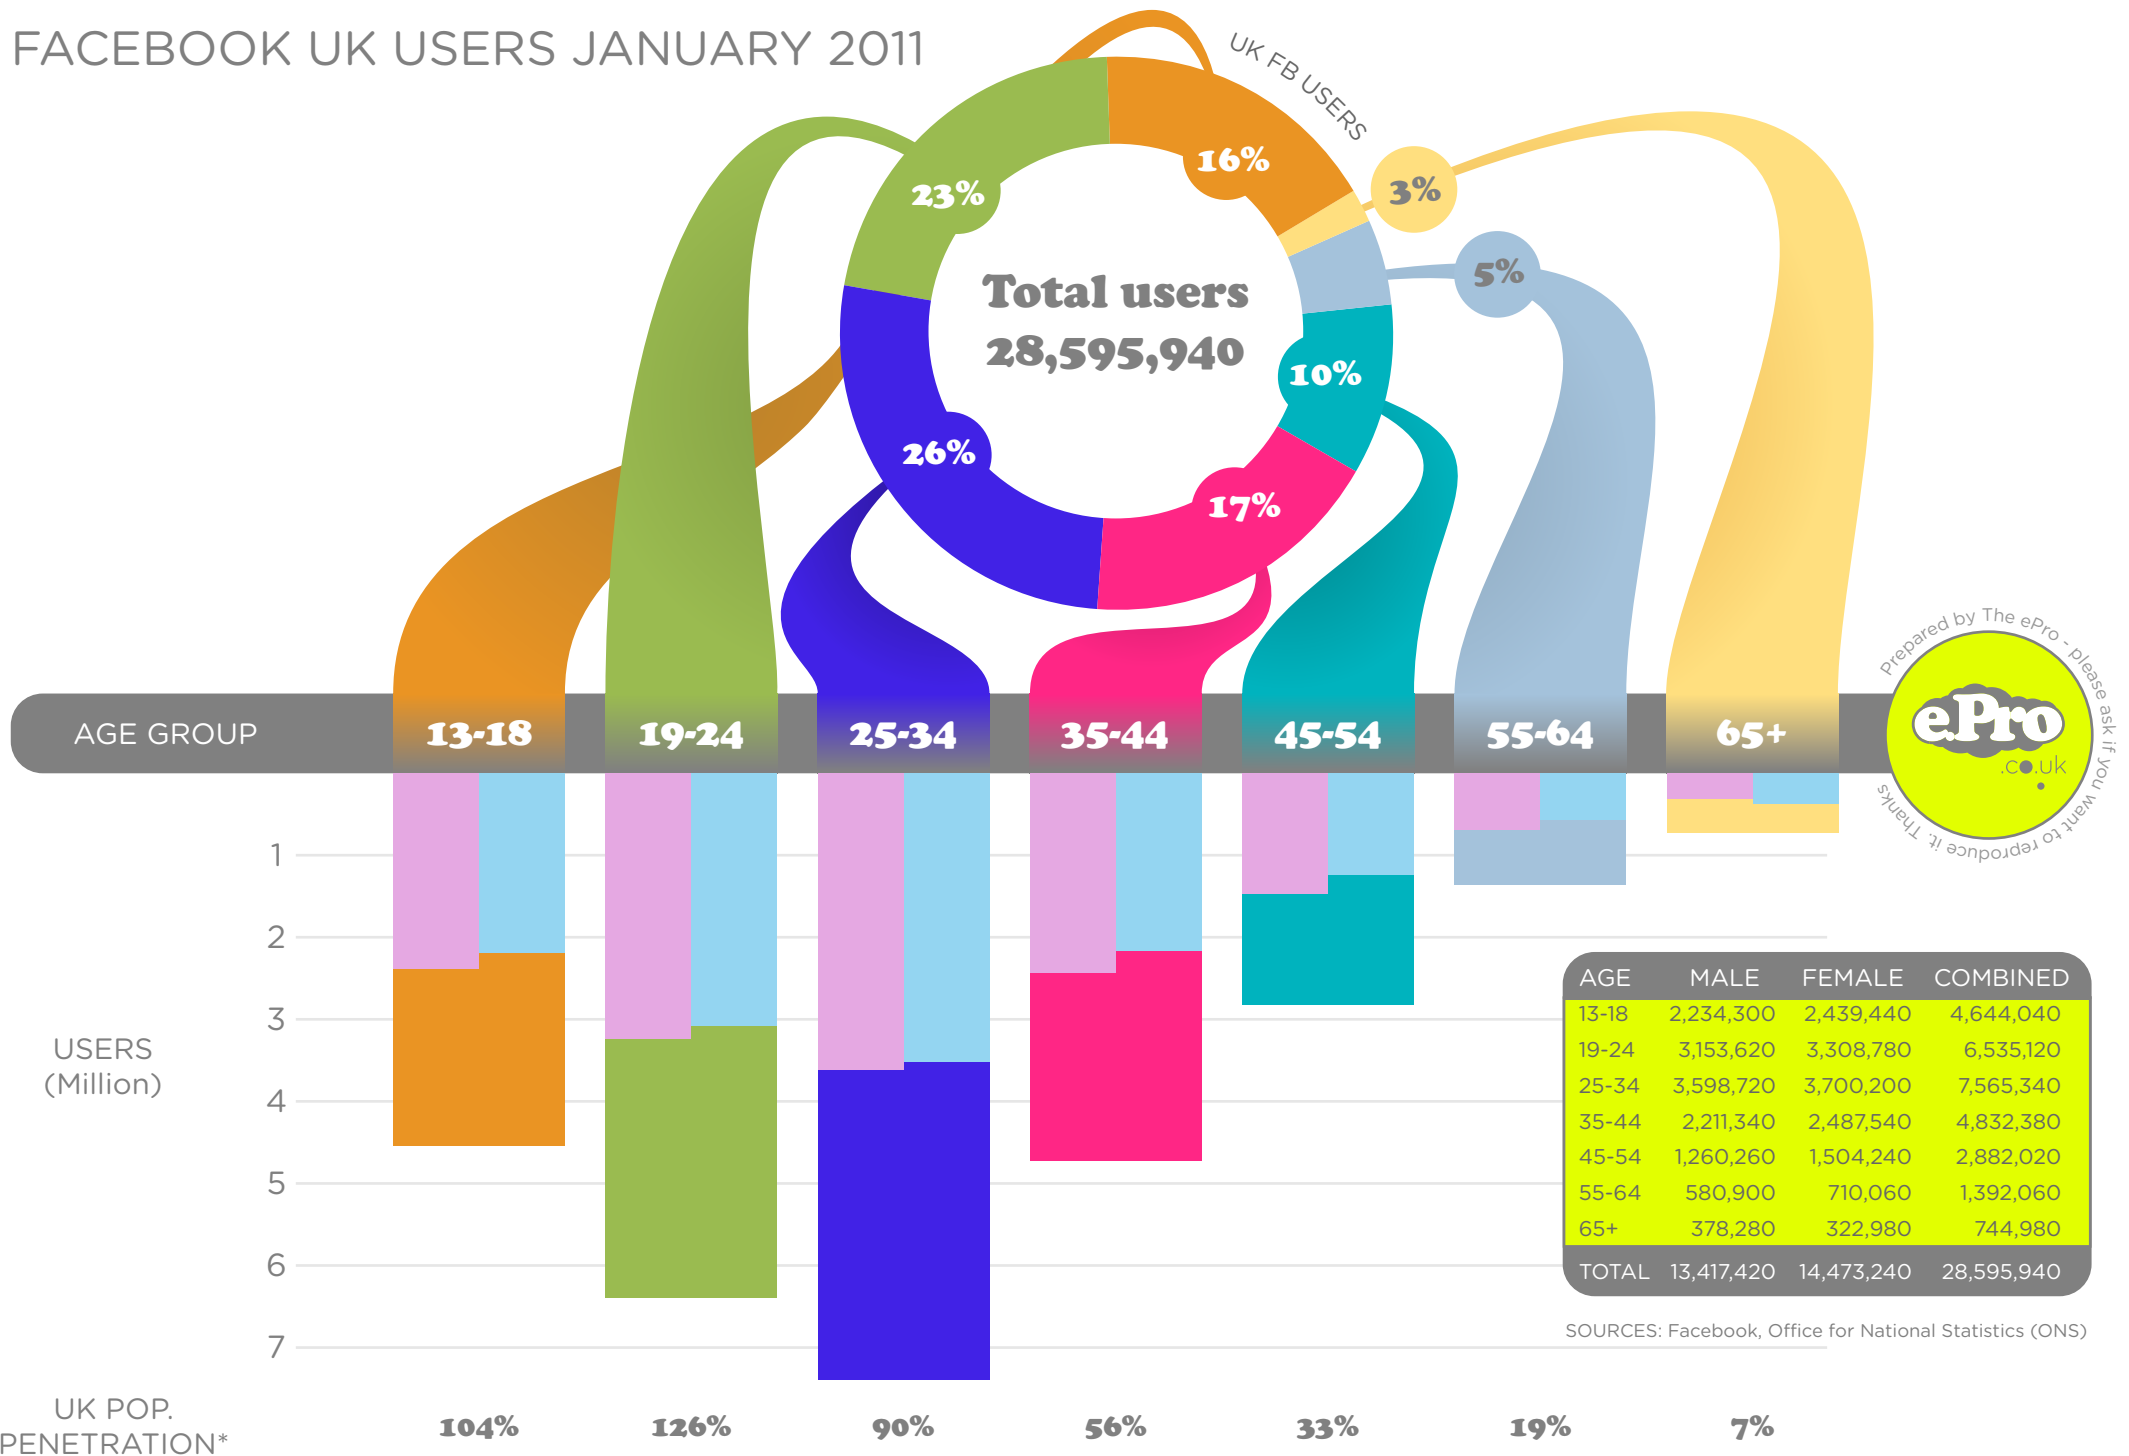 FACEBOOK UK USERS JANUARY 2011
UK FB USERS
16%
23%
3%
5%
Total users
28,595,940
10%
26%
17%
Prepared by The ePro - please ask if you want to reproduce it. Thanks
e.Pro
.co.uk
AGE GROUP 13-18 19-24 25-34 35-44 45-54 55-64 65+
1
2
3
4
5
6
7
USERS
(Million)
AGE MALE FEMALE COMBINED
13-18 2,234,300 2,439,440 4,644,040
19-24 3,153,620 3,308,780 6,535,120
25-34 3,598,720 3,700,200 7,565,340
35-44 2,211,340 2,487,540 4,832,380
45-54 1,260,260 1,504,240 2,882,020
55-64 580,900 710,060 1,392,060
65+ 378,280 322,980 744,980
TOTAL 13,417,420 14,473,240 28,595,940
SOURCES: Facebook, Office for National Statistics (ONS)
UK POP.
PENETRATION* 104% 126% 90% 56% 33% 19% 7%